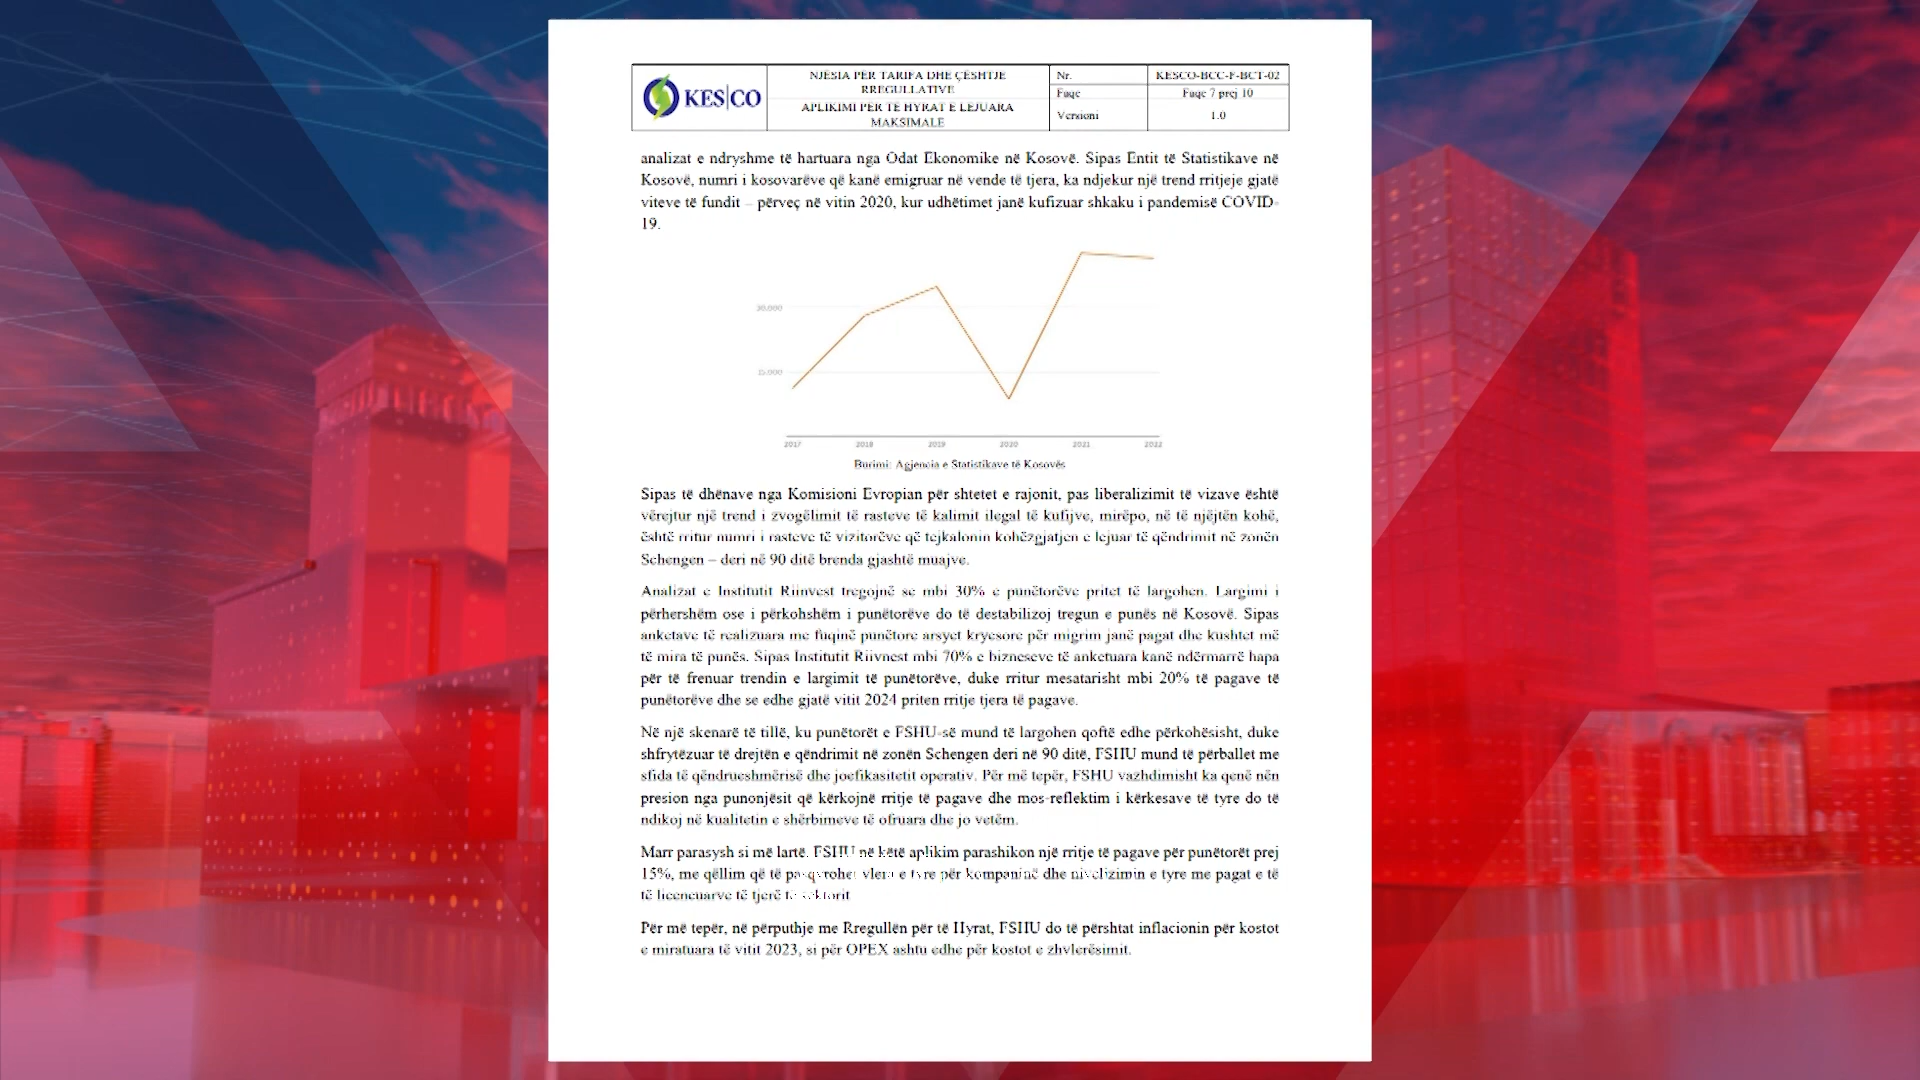 KES|CO
NJËSIA PËR TARIFA DHE ÇËSHTJE
RREGULLATIVE
APLIKIMI PËR TË HYRAT E LEJUARA
MAKSIMALE
Nr.
KESCO-BCC-F-BCT-02
Faqe
Faqe 7 prej 10
Versioni
1.0
analizat e ndryshme të hartuara nga Odat Ekonomike në Kosovë. Sipas Entit të Statistikave në
Kosovë, numri i kosovarëve që kanë emigruar në vende të tjera, ka ndjekur një trend rritjeje gjatë
viteve të fundit – përveç në vitin 2020, kur udhëtimet janë kufizuar shkaku i pandemisë COVID-
19.
15,000
2017 2018 2019 2020 2021 2022
Burimi: Agjencia e Statistikave të Kosovës
Sipas të dhënave nga Komisioni Evropian për shtetet e rajonit, pas liberalizimit të vizave është
vërejtur një trend i zvogëlimit të rasteve të kalimit ilegal të kufijve, mirëpo, në të njëjtën kohë,
është rritur numri i rasteve të vizitorëve që tejkalonin kohëzgjatjen e lejuar të qëndrimit në zonën
Schengen – deri në 90 ditë brenda gjashtë muajve.
Analizat e Institutit Riinvest tregojnë se mbi 30% e punëtorëve pritet të largohen. Largimi i
përhershëm ose i përkohshëm i punëtorëve do të destabilizoj tregun e punës në Kosovë. Sipas
anketave të realizuara me fuqinë punëtore arsyet kryesore për migrim janë pagat dhe kushtet më
të mira të punës. Sipas Institutit Riivnest mbi 70% e bizneseve të anketuara kanë ndërmarrë hapa
për të frenuar trendin e largimit të punëtorëve, duke rritur mesatarisht mbi 20% të pagave të
punëtorëve dhe se edhe gjatë vitit 2024 priten rritje tjera të pagave.
Në një skenarë të tillë, ku punëtorët e FSHU-së mund të largohen qoftë edhe përkohësisht, duke
shfrytëzuar të drejtën e qëndrimit në zonën Schengen deri në 90 ditë, FSHU mund të përballet me
sfida të qëndrueshmërisë dhe joefikasitetit operativ. Për më tepër, FSHU vazhdimisht ka qenë nën
presion nga punonjësit që kërkojnë rritje të pagave dhe mos-reflektim i kërkesave të tyre do të
ndikoj në kualitetin e shërbimeve të ofruara dhe jo vetëm.
Marr parasysh si më lartë, FSHU në këtë aplikim parashikon një rritje të pagave për punëtorët prej
15%, me qëllim që të pasqyrohet vlera e tyre për kompaninë dhe nivelizimin e tyre me pagat e të
të licencuarve të tjerë të sektorit
Për më tepër, në përputhje me Rregullën për të Hyrat, FSHU do të përshtat inflacionin për kostot
e miratuara të vitit 2023, si për OPEX ashtu edhe për kostot e zhvlerësimit.